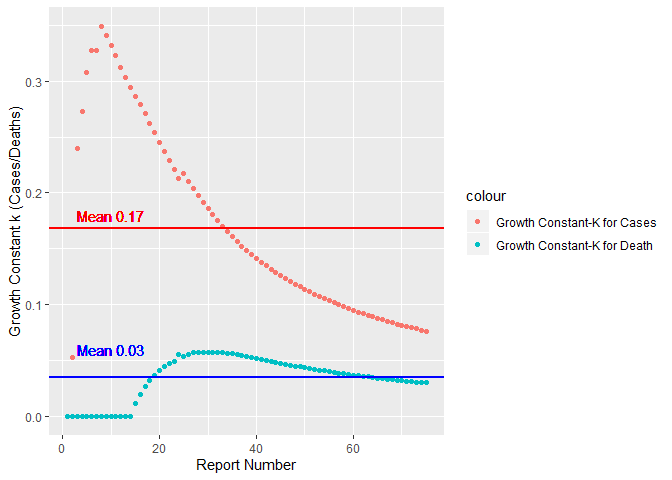 Growth Constant k (Cases/Deaths)
0.3
0.2
0.1
0.0
Mean 0.17
Mean 0.03
0
20
40
60
Report Number
colour
Growth Constant-K for Cases
Growth Constant-K for Death